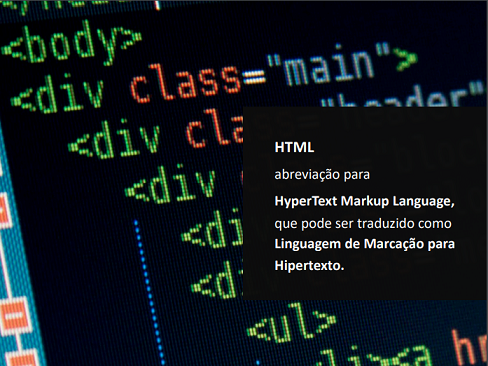 <body>
<div class="main">
"header"
<div cla
<div
<di
<d
<ul>
<li><a hr
HTML
abreviação para
HyperText Markup Language,
que pode ser traduzido como
Linguagem de Marcação para
Hipertexto.